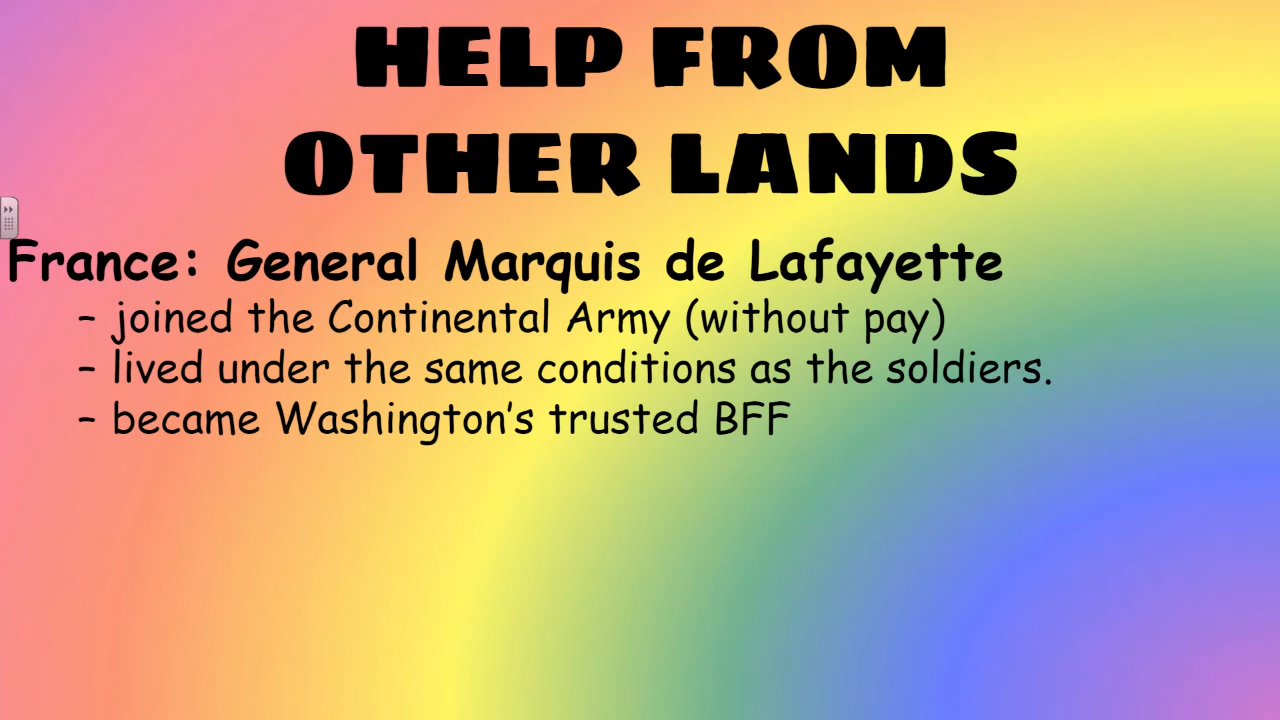 HELP FROM
OTHER LANDS
France: General Marquis de Lafayette
– joined the Continental Army (without pay)
– lived under the same conditions as the soldiers.
– became Washington’s trusted BFF